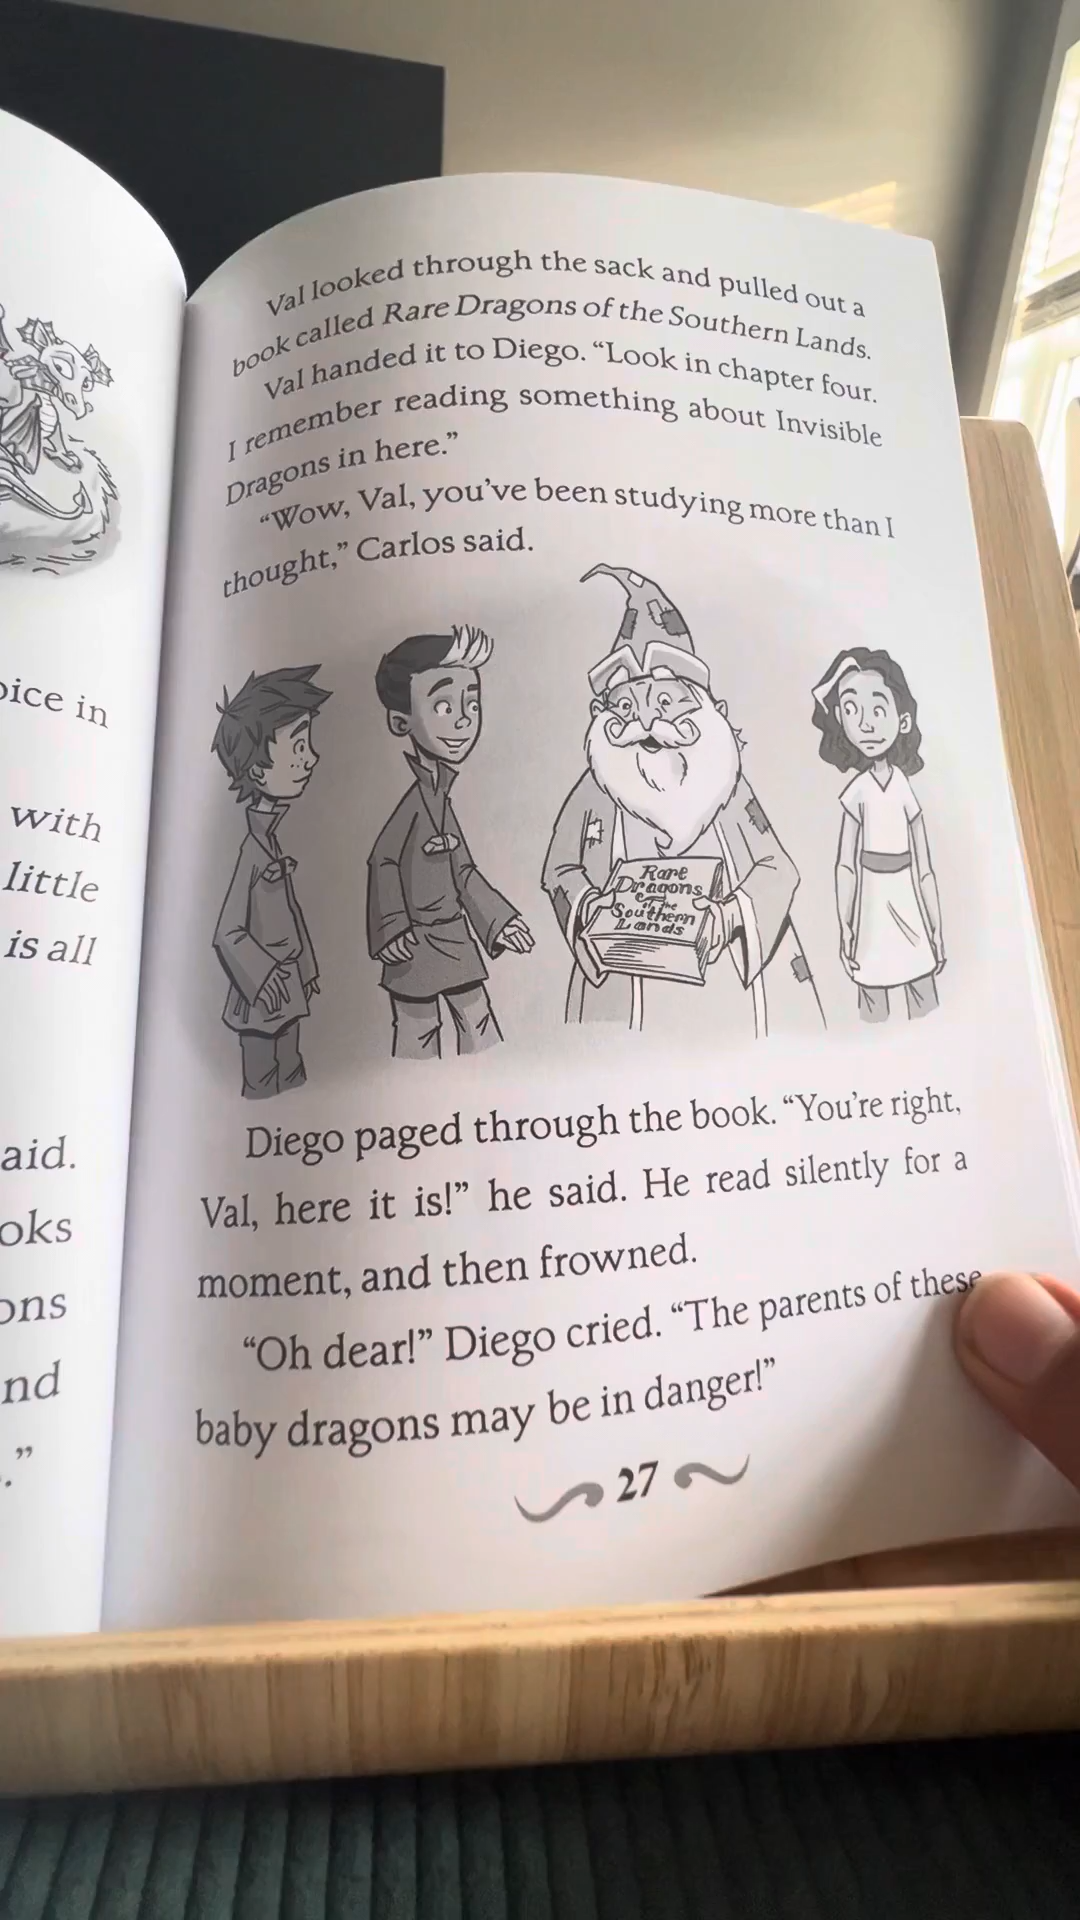 oice in
with
little
is all
aid.
oks
ons
nd
.”
Val looked through the sack and pulled out a
book called Rare Dragons of the Southern Lands.
Val handed it to Diego. “Look in chapter four.
I remember reading something about Invisible
Dragons in here.”
“Wow, Val, you’ve been studying more than I
thought,” Carlos said.
Rare
Dragons
of the
Southern
Lands
Diego paged through the book. “You’re right,
Val, here it is!” he said. He read silently for a
moment, and then frowned.
“Oh dear!” Diego cried. “The parents of these
baby dragons may be in danger!”
27